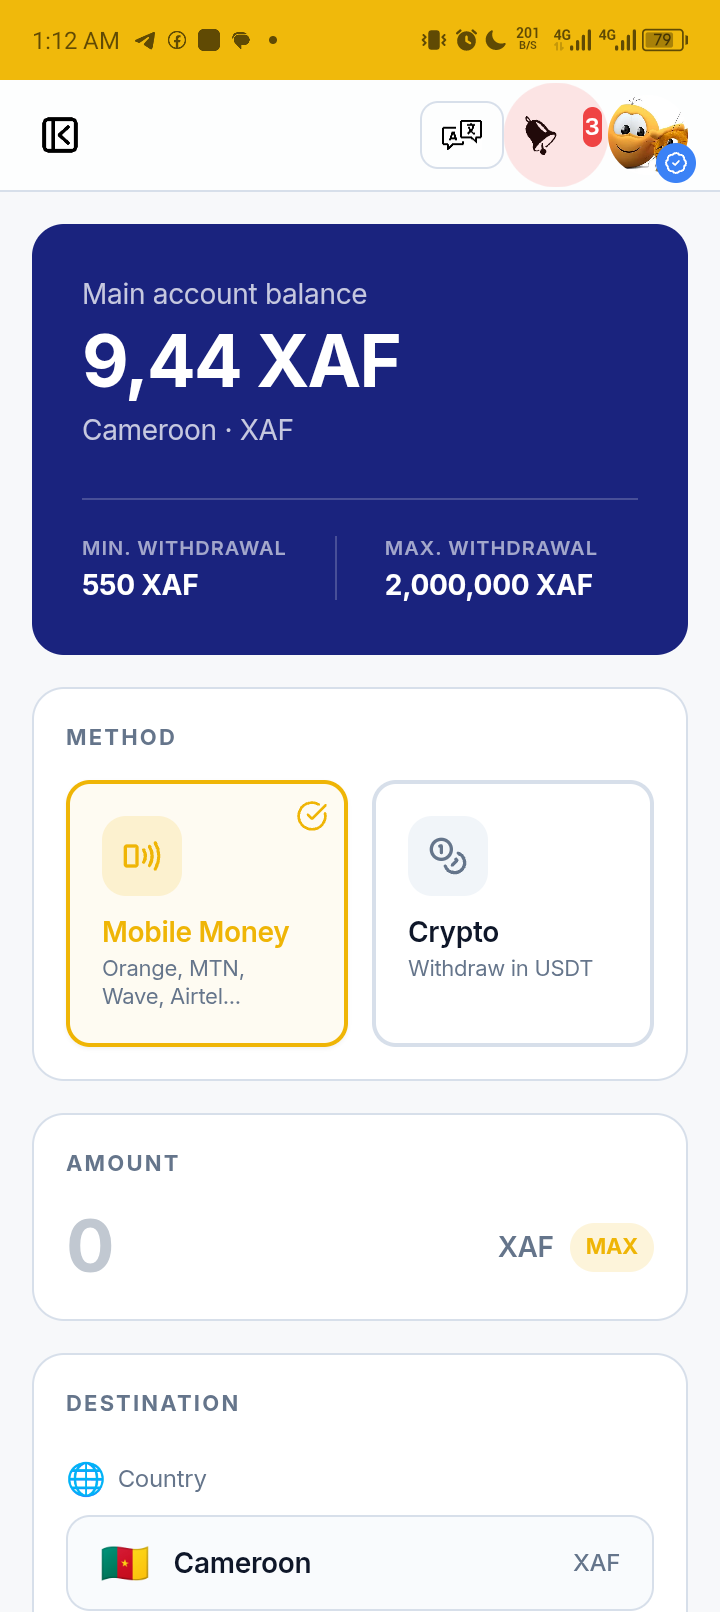 1:12 AM
201 B/S 4G 4G 79
A 文
3
Main account balance
9,44 XAF
Cameroon · XAF
MIN. WITHDRAWAL
550 XAF
MAX. WITHDRAWAL
2,000,000 XAF
METHOD
Mobile Money
Orange, MTN,
Wave, Airtel...
Crypto
Withdraw in USDT
AMOUNT
0 XAF MAX
DESTINATION
Country
Cameroon XAF